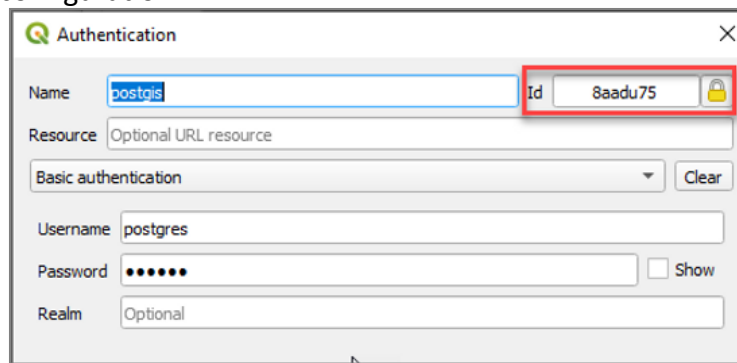 Authentication
Name postgis Id 8aadu75
Resource Optional URL resource
Basic authentication Clear
Username postgres
Password ●●●●●● Show
Realm Optional